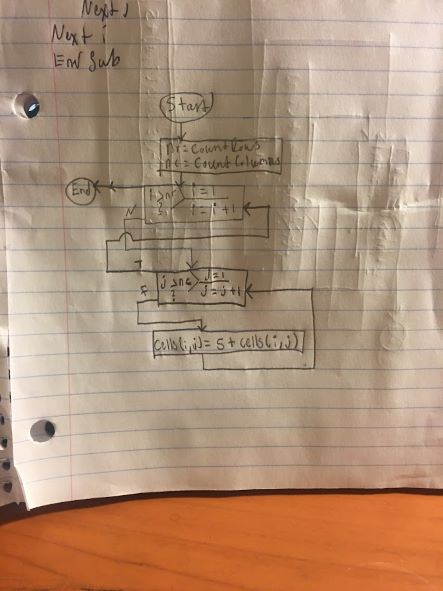 Next j
Next i
End Sub
Start
nr = Count Rows
nc = Count Columns
End
i > nr
?
i = 1
i = i + 1
N
T
F
j > nc
?
j = 1
j = j + 1
Cells(i,j) = 5 + cells(i,j)